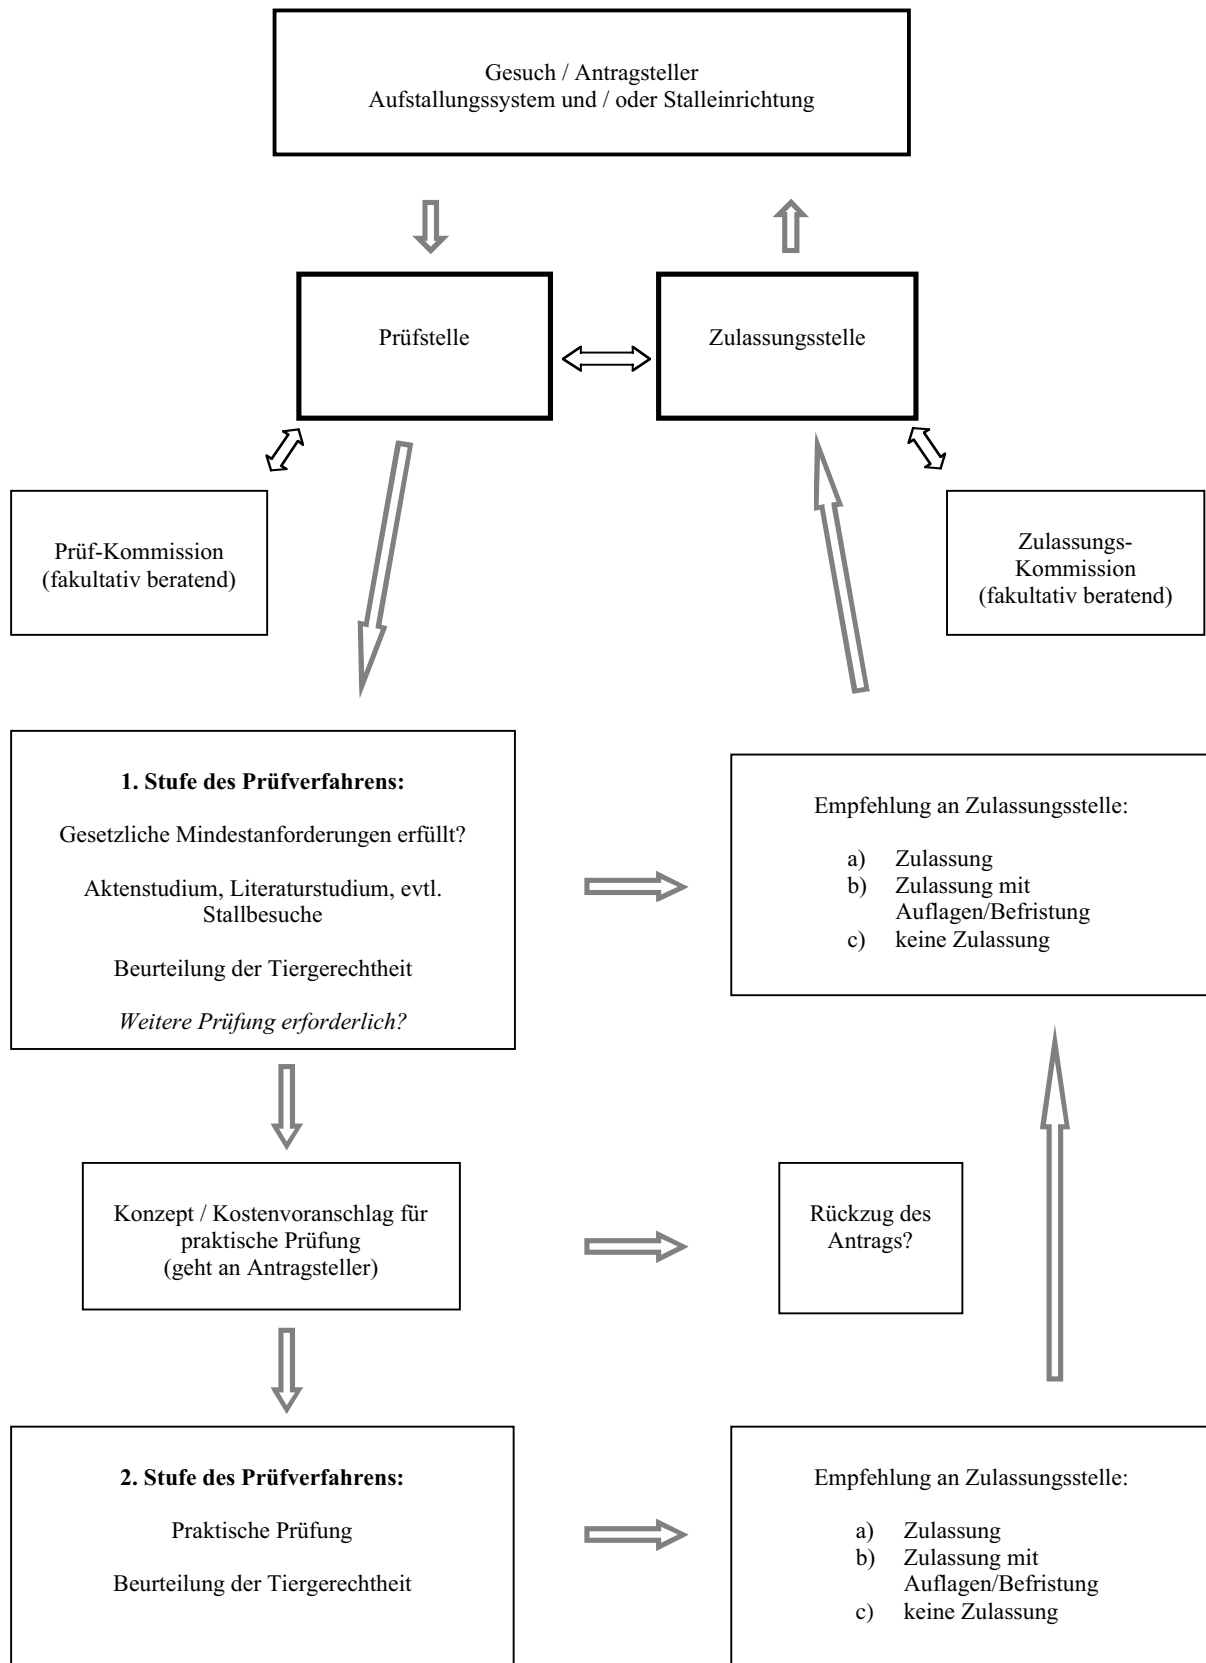 Gesuch / Antragsteller
Aufstallungssystem und / oder Stalleinrichtung
Prüfstelle
Zulassungsstelle
Prüf-Kommission
(fakultativ beratend)
Zulassungs-
Kommission
(fakultativ beratend)
1. Stufe des Prüfverfahrens:
Gesetzliche Mindestanforderungen erfüllt?
Aktenstudium, Literaturstudium, evtl.
Stallbesuche
Beurteilung der Tiergerechtheit
Weitere Prüfung erforderlich?
Empfehlung an Zulassungsstelle:
a) Zulassung
b) Zulassung mit
Auflagen/Befristung
c) keine Zulassung
Konzept / Kostenvoranschlag für
praktische Prüfung
(geht an Antragsteller)
Rückzug des
Antrags?
2. Stufe des Prüfverfahrens:
Praktische Prüfung
Beurteilung der Tiergerechtheit
Empfehlung an Zulassungsstelle:
a) Zulassung
b) Zulassung mit
Auflagen/Befristung
c) keine Zulassung